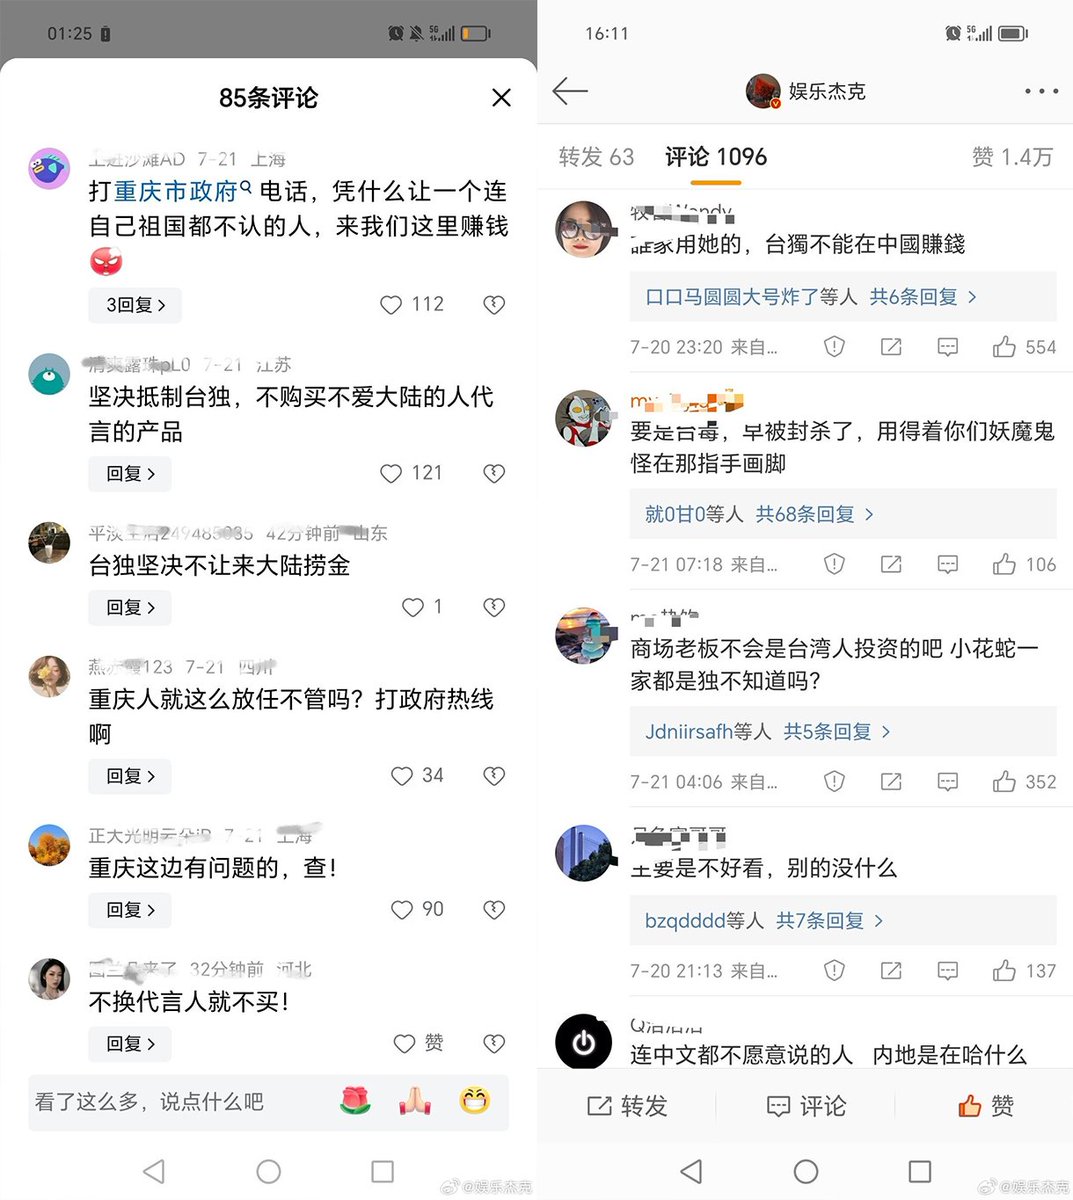 01:25
5G
85条评论
7-21 上海
打重庆市政府电话，凭什么让一个连
自己祖国都不认的人，来我们这里赚钱
3回复 >
112
7-21 江苏
坚决抵制台独，不购买不爱大陆的人代
言的产品
回复 >
121
42分钟前 山东
台独坚决不让来大陆捞金
回复 >
1
123 7-21 四川
重庆人就这么放任不管吗？打政府热线
啊
回复 >
34
正大光明 7-21 上海
重庆这边有问题的，查！
回复 >
90
来了 32分钟前 河北
不换代言人就不买！
回复 >
赞
看了这么多，说点什么吧
@娱乐杰克
16:11
5G
娱乐杰克
转发 63 评论 1096 赞 1.4万
谁家用她的，台獨不能在中國賺錢
口口马圆圆大号炸了等人 共6条回复 >
7-20 23:20 来自...
554
要是台毒，早被封杀了，用得着你们妖魔鬼
怪在那指手画脚
就0甘0等人 共68条回复 >
7-21 07:18 来自...
106
商场老板不会是台湾人投资的吧 小花蛇一
家都是独不知道吗？
Jdniirsafh等人 共5条回复 >
7-21 04:06 来自...
352
主要是不好看，别的没什么
bzqdddd等人 共7条回复 >
7-20 21:13 来自...
137
连中文都不愿意说的人 内地是在哈什么
转发 评论 赞
@娱乐杰克